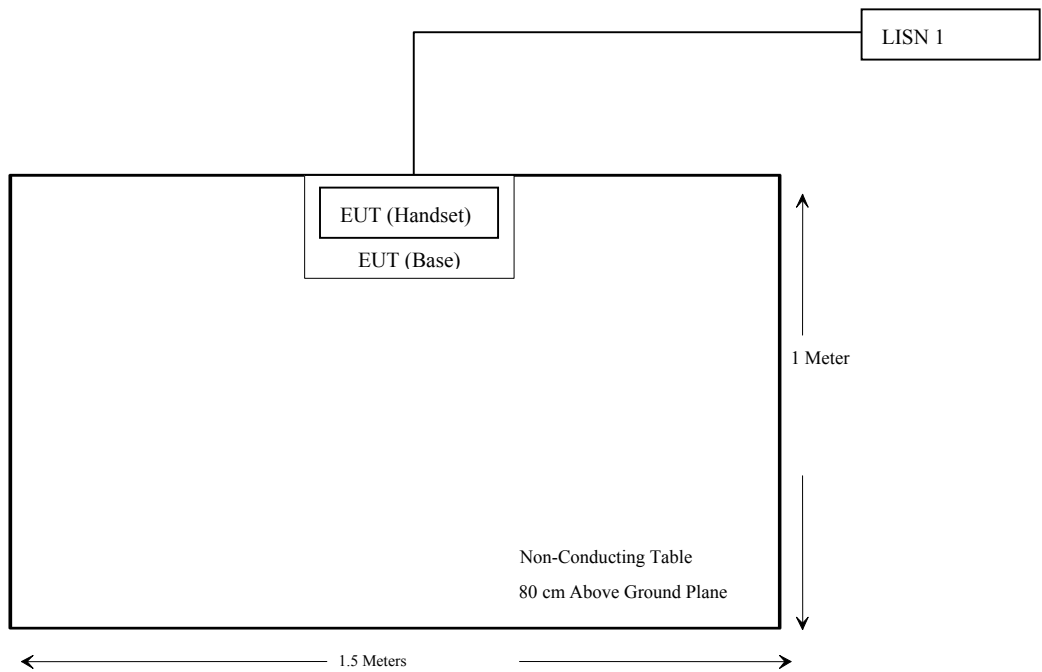 LISN 1
EUT (Handset)
EUT (Base)
1 Meter
Non-Conducting Table
80 cm Above Ground Plane
1.5 Meters